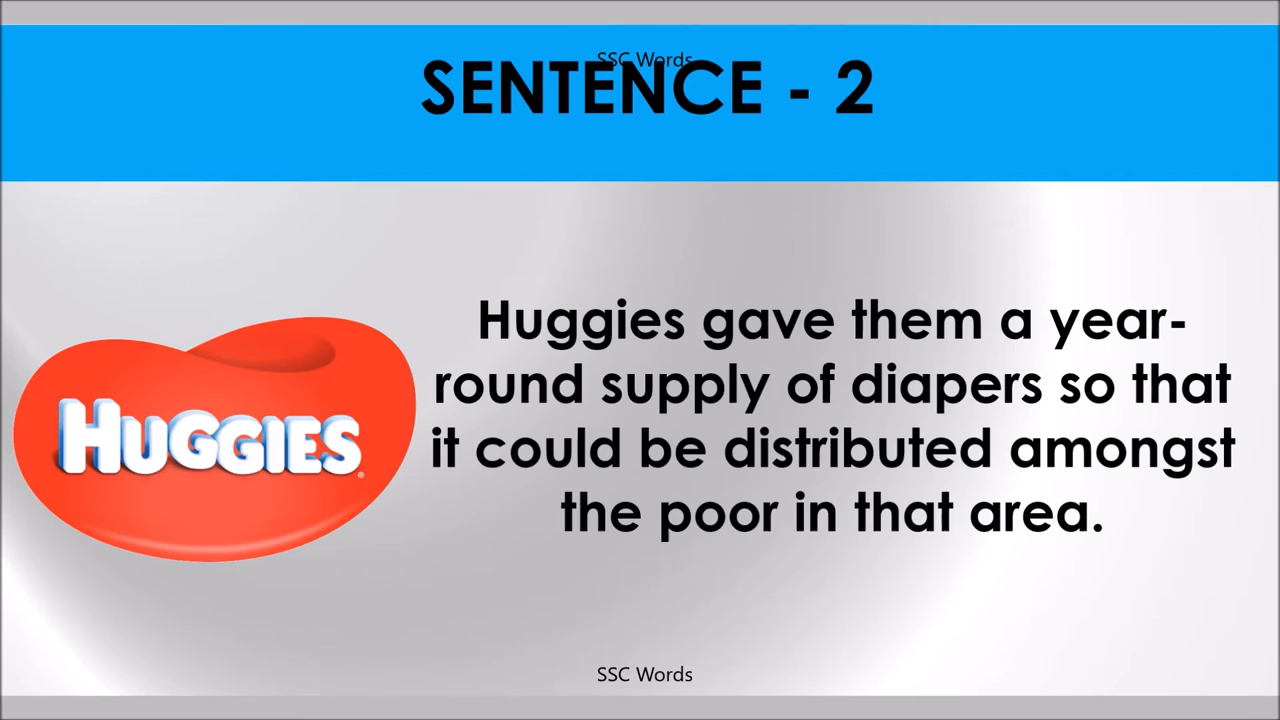 SSC Words
SENTENCE - 2
HUGGIES
Huggies gave them a year-
round supply of diapers so that
it could be distributed amongst
the poor in that area.
SSC Words